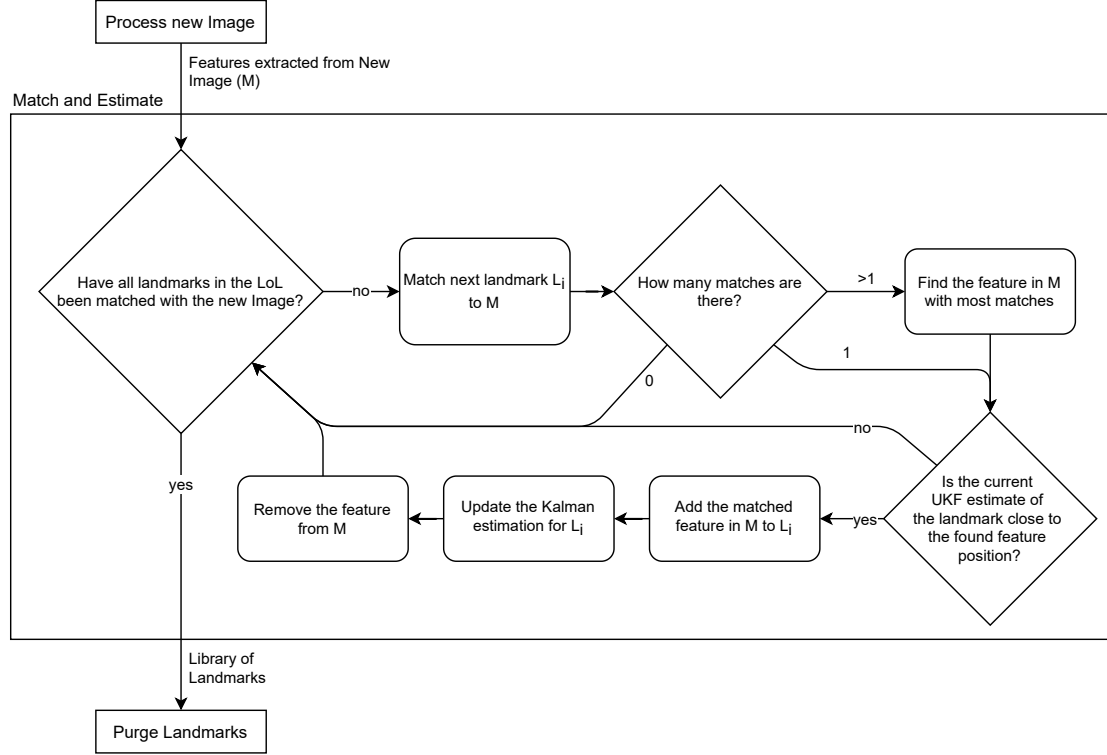 Process new Image
Features extracted from New
Image (M)
Match and Estimate
Have all landmarks in the LoL
been matched with the new Image?
no
Match next landmark Li
to M
How many matches are
there?
>1
Find the feature in M
with most matches
1
0
no
Is the current
UKF estimate of
the landmark close to
the found feature
position?
yes
Add the matched
feature in M to Li
Update the Kalman
estimation for Li
Remove the feature
from M
yes
Library of
Landmarks
Purge Landmarks